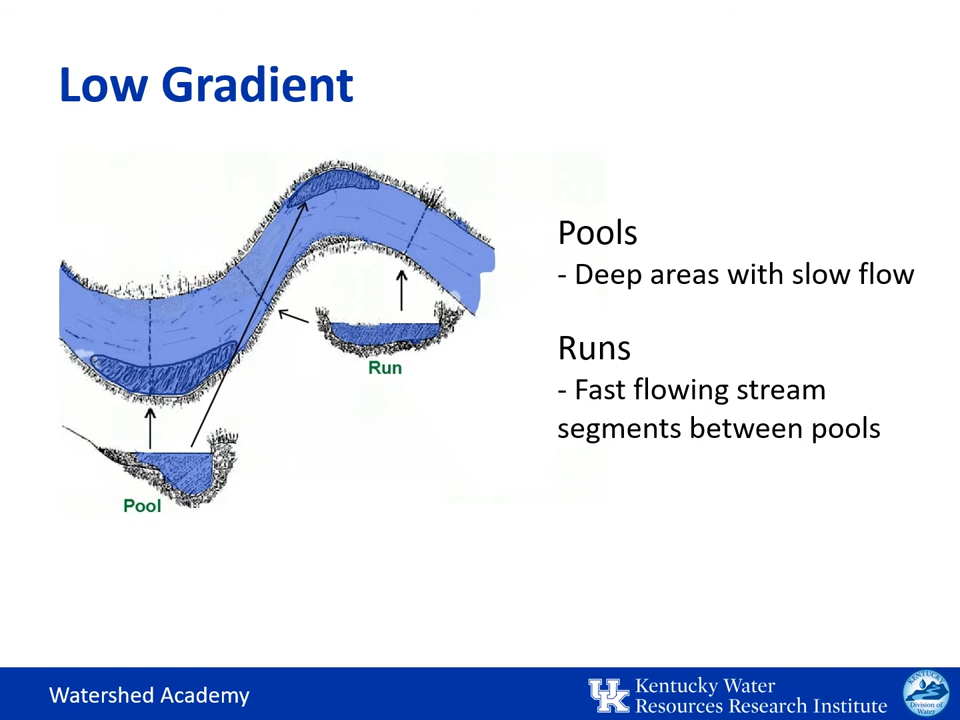 Low Gradient
Pools
- Deep areas with slow flow
Runs
- Fast flowing stream
segments between pools
Run
Pool
Watershed Academy
UK
Kentucky Water
Resources Research Institute
KENTUCKY
Division of
Water